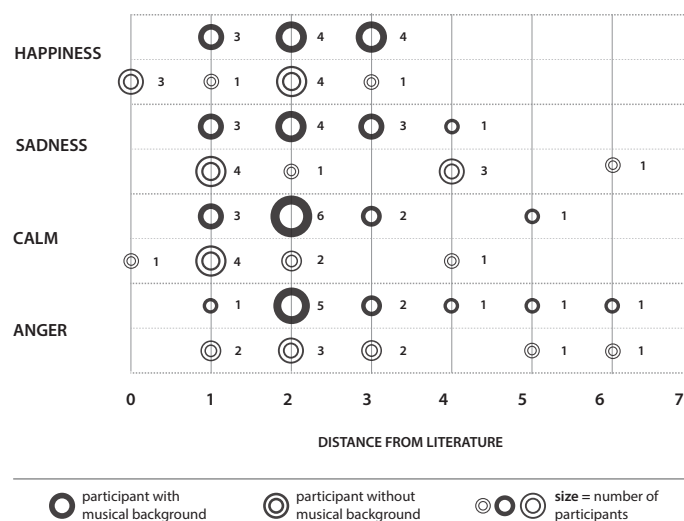 HAPPINESS
3 4 4
3 1 4 1
SADNESS
3 4 3 1
4 1 3 1
CALM
3 6 2 1
1 4 2 1
ANGER
1 5 2 1 1 1
2 3 2 1 1
0 1 2 3 4 5 6 7
DISTANCE FROM LITERATURE
participant with
musical background
participant without
musical background
size = number of
participants